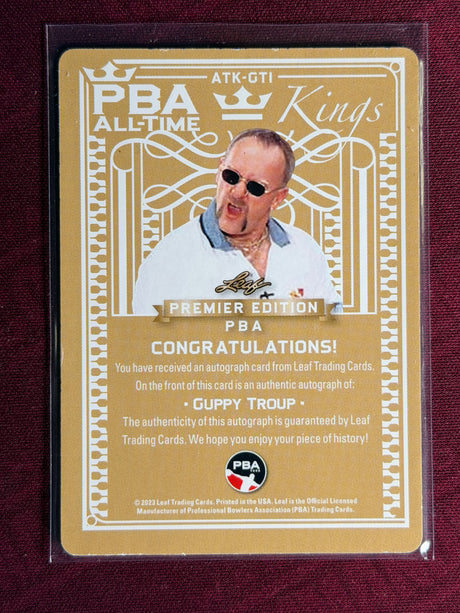 ATK-GT1
PBA
ALL-TIME
Kings
Leaf
PREMIER EDITION
PBA
CONGRATULATIONS!
You have received an autograph card from Leaf Trading Cards.
On the front of this card is an authentic autograph of:
• GUPPY TROUP •
The authenticity of this autograph is guaranteed by Leaf
Trading Cards. We hope you enjoy your piece of history!
PBA
© 2023 Leaf Trading Cards. Printed in the USA. Leaf is the Official Licensed
Manufacturer of Professional Bowlers Association (PBA) Trading Cards.